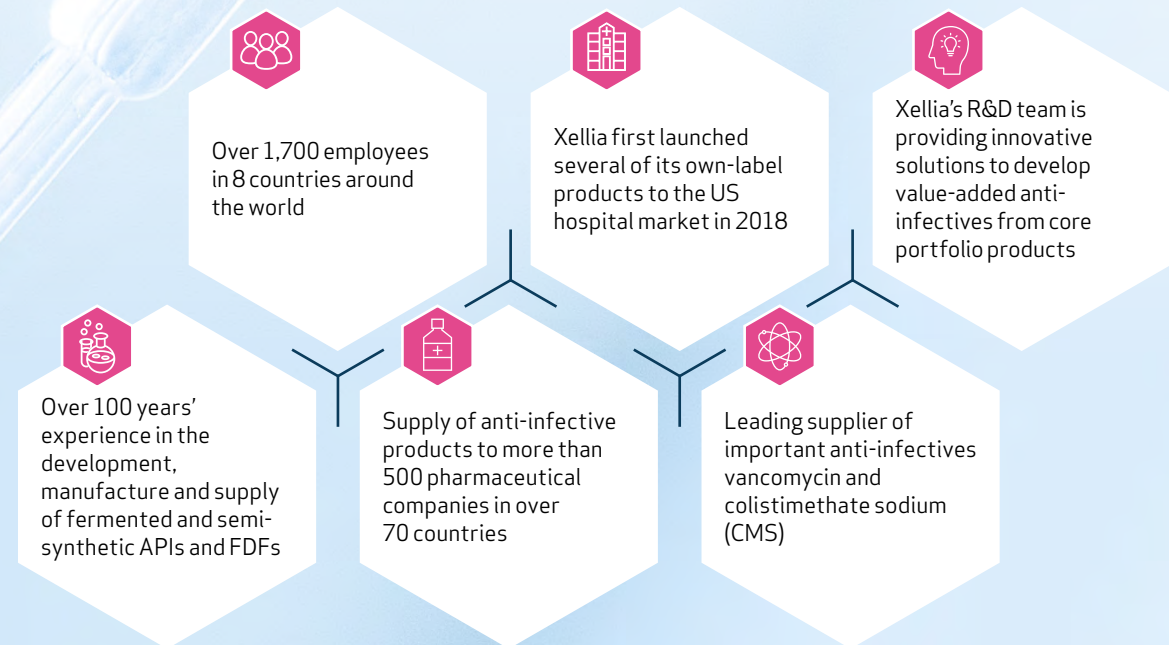 Over 1,700 employees
in 8 countries around
the world
Xellia first launched
several of its own-label
products to the US
hospital market in 2018
Xellia’s R&D team is
providing innovative
solutions to develop
value-added anti-
infectives from core
portfolio products
Over 100 years’
experience in the
development,
manufacture and supply
of fermented and semi-
synthetic APIs and FDFs
Supply of anti-infective
products to more than
500 pharmaceutical
companies in over
70 countries
Leading supplier of
important anti-infectives
vancomycin and
colistimethate sodium
(CMS)